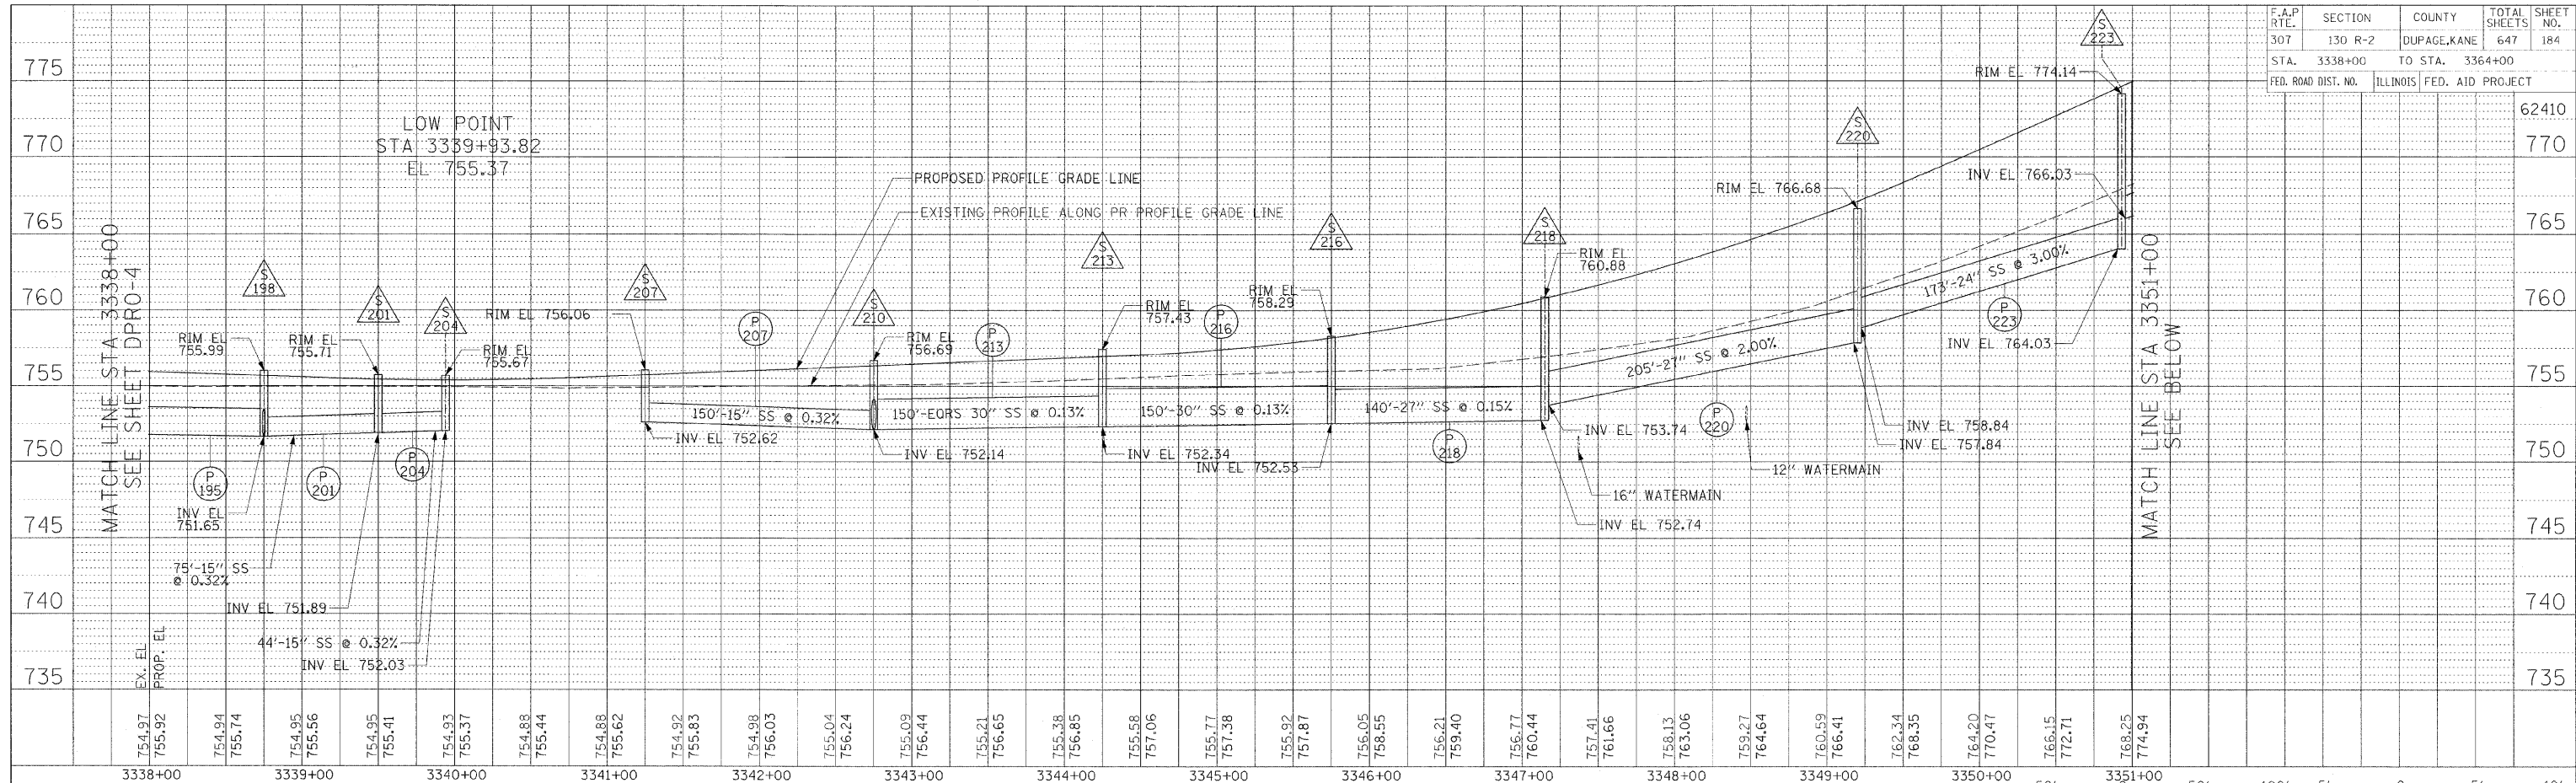 F.A.P RTE. SECTION COUNTY TOTAL SHEETS SHEET NO.
307 130 R-2 DUPAGE,KANE 647 184
STA. 3338+00 TO STA. 3364+00
FED. ROAD DIST. NO. ILLINOIS FED. AID PROJECT
62410
775
770
765
760
755
750
745
740
735
770
765
760
755
750
745
740
735
MATCH LINE STA 3338+00
SEE SHEET DPRO-4
LOW POINT
STA 3339+93.82
EL 755.37
PROPOSED PROFILE GRADE LINE
EXISTING PROFILE ALONG PR PROFILE GRADE LINE
S
198
S
201
S
204
S
207
S
210
S
213
S
216
S
218
S
220
S
223
RIM EL
755.99
RIM EL
755.71
RIM EL
755.67
RIM EL 756.06
RIM EL
756.69
RIM EL
757.43
RIM EL
758.29
RIM EL
760.88
RIM EL 766.68
RIM EL 774.14
P
195
P
201
P
204
P
207
P
213
P
216
P
218
P
220
P
223
150'-15" SS @ 0.32%
150'-EQRS 30" SS @ 0.13%
150'-30" SS @ 0.13%
140'-27" SS @ 0.15%
205'-27" SS @ 2.00%
173'-24" SS @ 3.00%
INV EL
751.65
75'-15" SS
@ 0.32%
INV EL 751.89
44'-15" SS @ 0.32%
INV EL 752.03
INV EL 752.62
INV EL 752.14
INV EL 752.34
INV EL 752.53
INV EL 753.74
16" WATERMAIN
INV EL 752.74
12" WATERMAIN
INV EL 758.84
INV EL 757.84
INV EL 764.03
INV EL 766.03
MATCH LINE STA 3351+00
SEE BELOW
EX. EL
PROP. EL
754.97
755.92
754.94
755.74
754.95
755.56
754.95
755.41
754.93
755.37
754.88
755.44
754.88
755.62
754.92
755.83
754.98
756.03
755.04
756.24
755.09
756.44
755.21
756.65
755.38
756.85
755.58
757.06
755.77
757.38
755.92
757.87
756.05
758.55
756.21
759.40
756.77
760.44
757.41
761.66
758.13
763.06
759.27
764.64
760.59
766.41
762.34
768.35
764.20
770.47
766.15
772.71
768.25
774.94
3338+00 3339+00 3340+00 3341+00 3342+00 3343+00 3344+00 3345+00 3346+00 3347+00 3348+00 3349+00 3350+00 3351+00